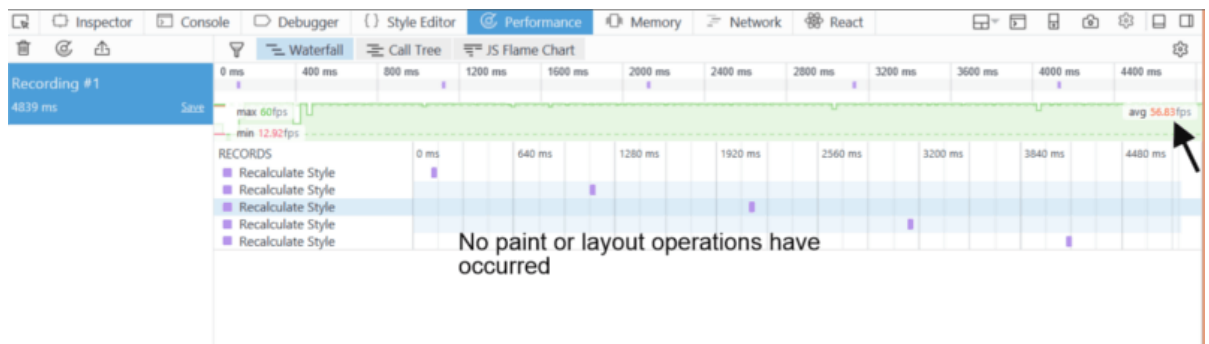 Inspector Console Debugger {} Style Editor Performance Memory Network React
Waterfall Call Tree JS Flame Chart
Recording #1
4839 ms Save
0 ms 400 ms 800 ms 1200 ms 1600 ms 2000 ms 2400 ms 2800 ms 3200 ms 3600 ms 4000 ms 4400 ms
max 60fps
avg 56.83fps
min 12.92fps
RECORDS 0 ms 640 ms 1280 ms 1920 ms 2560 ms 3200 ms 3840 ms 4480 ms
Recalculate Style
Recalculate Style
Recalculate Style
Recalculate Style
Recalculate Style
No paint or layout operations have
occurred